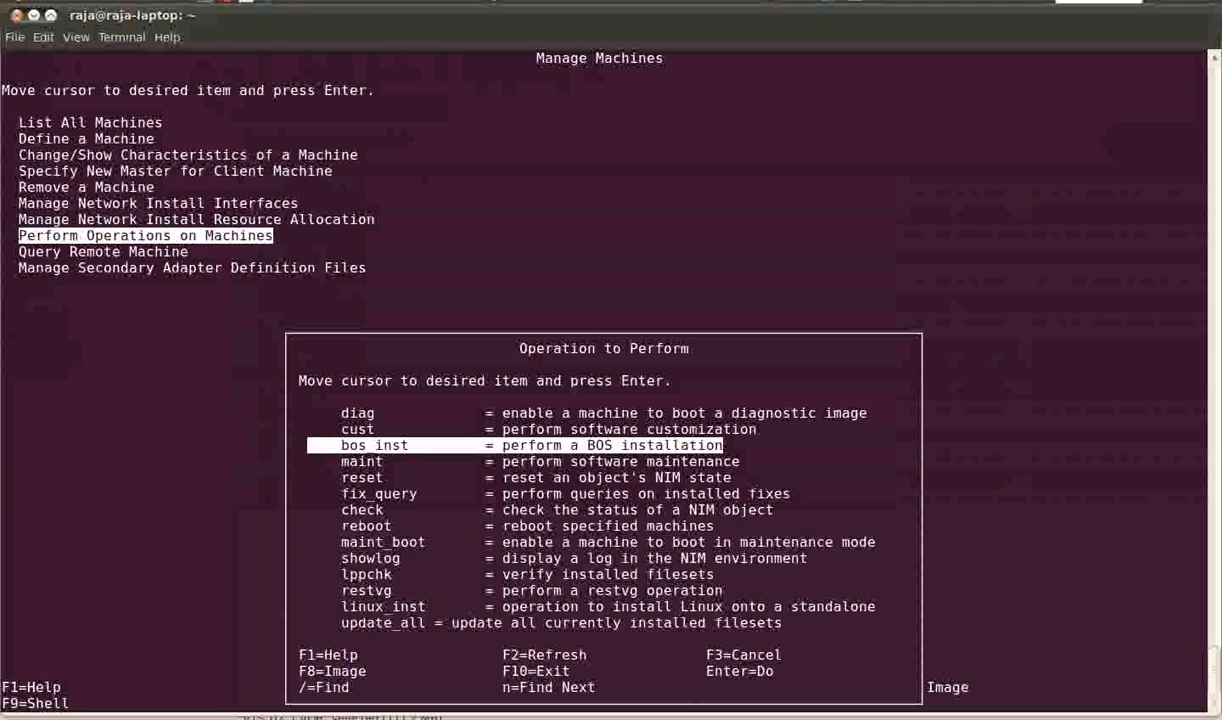 raja@raja-laptop: ~
File Edit View Terminal Help
Manage Machines
Move cursor to desired item and press Enter.
List All Machines
Define a Machine
Change/Show Characteristics of a Machine
Specify New Master for Client Machine
Remove a Machine
Manage Network Install Interfaces
Manage Network Install Resource Allocation
Perform Operations on Machines
Query Remote Machine
Manage Secondary Adapter Definition Files
Operation to Perform
Move cursor to desired item and press Enter.
diag = enable a machine to boot a diagnostic image
cust = perform software customization
bos_inst = perform a BOS installation
maint = perform software maintenance
reset = reset an object's NIM state
fix_query = perform queries on installed fixes
check = check the status of a NIM object
reboot = reboot specified machines
maint_boot = enable a machine to boot in maintenance mode
showlog = display a log in the NIM environment
lppchk = verify installed filesets
restvg = perform a restvg operation
linux_inst = operation to install Linux onto a standalone
update_all = update all currently installed filesets
F1=Help F2=Refresh F3=Cancel
F8=Image F10=Exit Enter=Do
F1=Help /=Find n=Find Next Image
F9=Shell